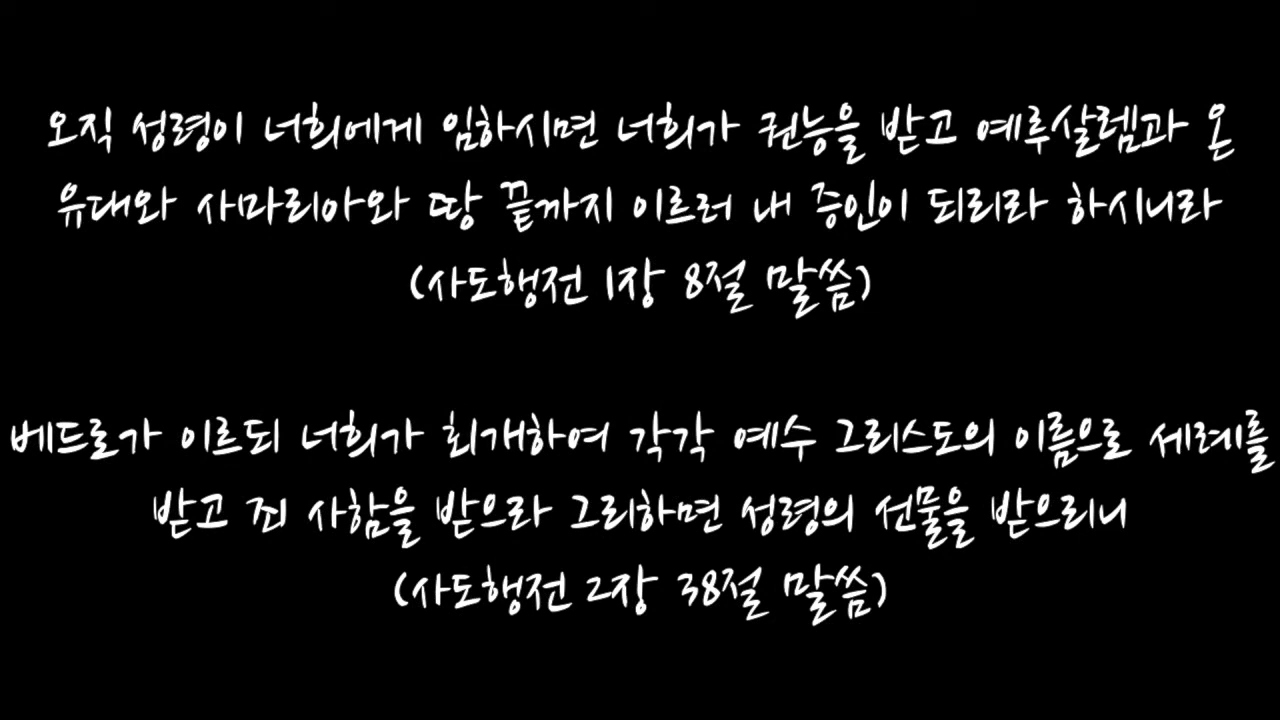 오직 성령이 너희에게 임하시면 너희가 권능을 받고 예루살렘과 온
유대와 사마리아와 땅 끝까지 이르러 내 증인이 되리라 하시니라
(사도행전 1장 8절 말씀)
베드로가 이르되 너희가 회개하여 각각 예수 그리스도의 이름으로 세례를
받고 죄 사함을 받으라 그리하면 성령의 선물을 받으리니
(사도행전 2장 38절 말씀)